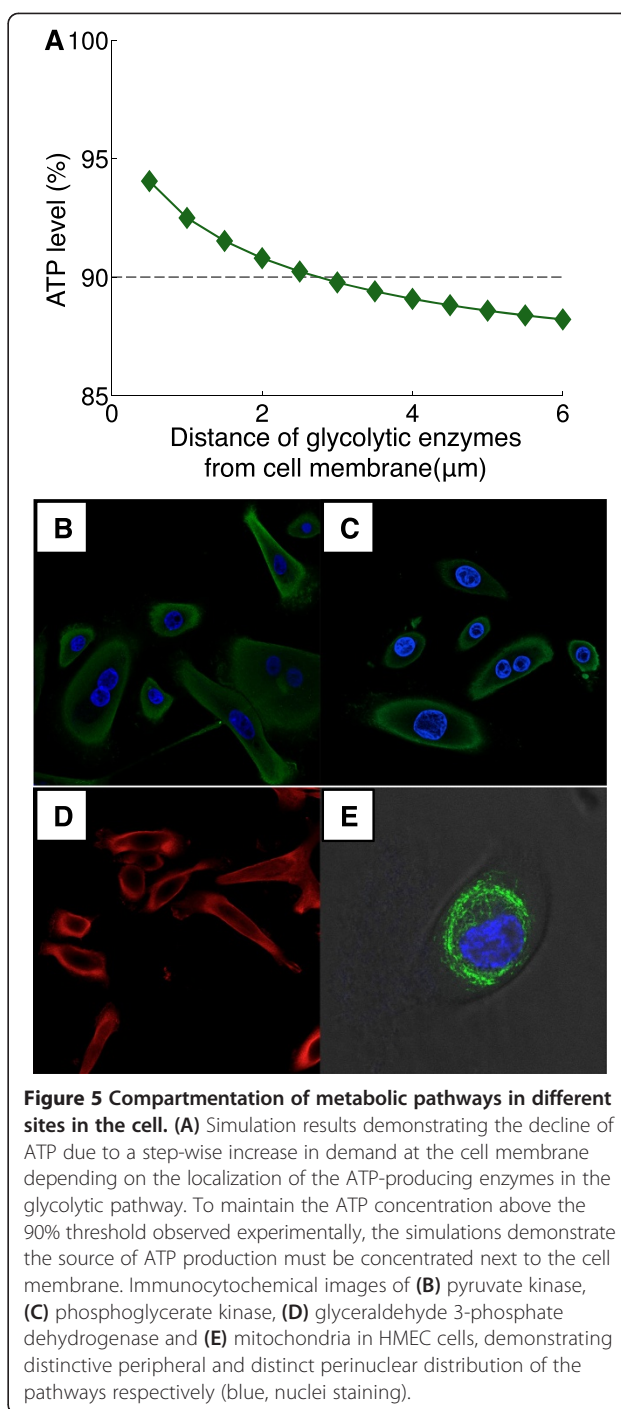 A
100
95
90
85
ATP level (%)
0
2
4
6
Distance of glycolytic enzymes
from cell membrane(μm)
B
C
D
E
Figure 5 Compartmentation of metabolic pathways in different
sites in the cell. (A) Simulation results demonstrating the decline of
ATP due to a step-wise increase in demand at the cell membrane
depending on the localization of the ATP-producing enzymes in the
glycolytic pathway. To maintain the ATP concentration above the
90% threshold observed experimentally, the simulations demonstrate
the source of ATP production must be concentrated next to the cell
membrane. Immunocytochemical images of (B) pyruvate kinase,
(C) phosphoglycerate kinase, (D) glyceraldehyde 3-phosphate
dehydrogenase and (E) mitochondria in HMEC cells, demonstrating
distinctive peripheral and distinct perinuclear distribution of the
pathways respectively (blue, nuclei staining).